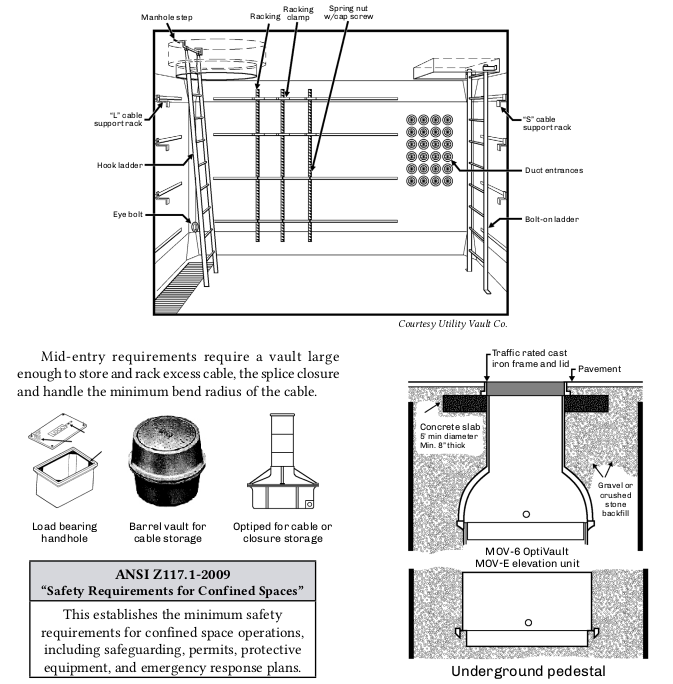 Manhole step
Racking
Racking
clamp
Spring nut
w/cap screw
"L" cable
support rack
"S" cable
support rack
Hook ladder
Duct entrances
Eye bolt
Bolt-on ladder
Courtesy Utility Vault Co.
Mid-entry requirements require a vault large
enough to store and rack excess cable, the splice closure
and handle the minimum bend radius of the cable.
Load bearing
handhole
Barrel vault for
cable storage
Optiped for cable or
closure storage
ANSI Z117.1-2009
“Safety Requirements for Confined Spaces”
This establishes the minimum safety
requirements for confined space operations,
including safeguarding, permits, protective
equipment, and emergency response plans.
Traffic rated cast
iron frame and lid
Pavement
Concrete slab
5' min diameter
Min. 8" thick
Gravel or
crushed
stone
backfill
MOV-6 OptiVault
MOV-E elevation unit
Underground pedestal